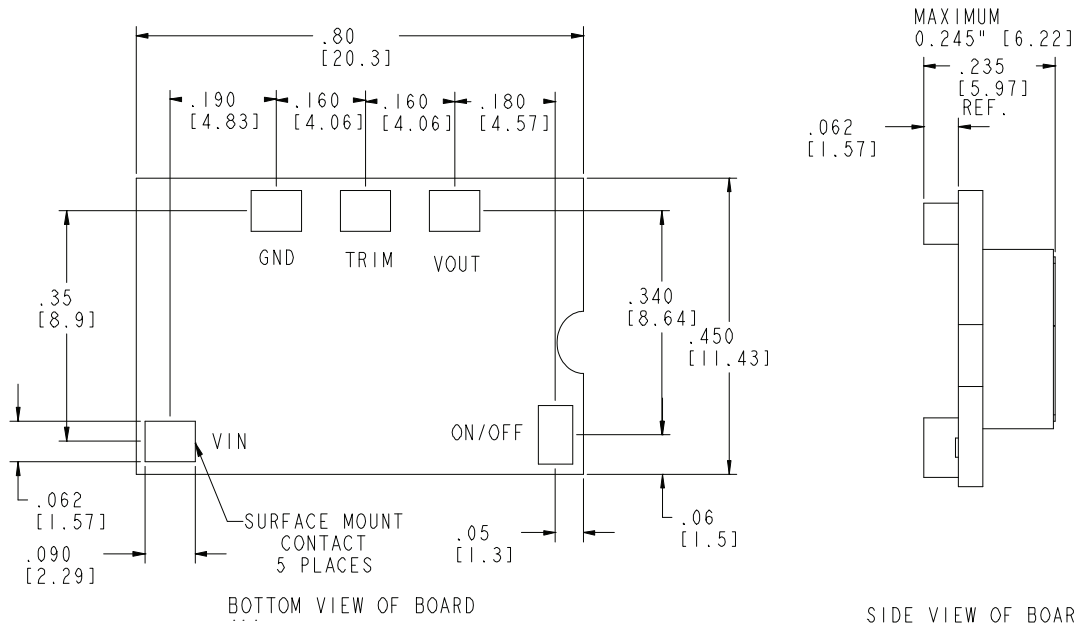 MAXIMUM
0.245" [6.22]
.80
[20.3]
.235
[5.97]
REF.
.190
[4.83]
.160
[4.06]
.160
[4.06]
.180
[4.57]
.062
[1.57]
GND
TRIM
VOUT
.35
[8.9]
.340
[8.64]
.450
[11.43]
VIN
ON/OFF
.062
[1.57]
.090
[2.29]
SURFACE MOUNT
CONTACT
5 PLACES
.05
[1.3]
.06
[1.5]
BOTTOM VIEW OF BOARD
SIDE VIEW OF BOAR